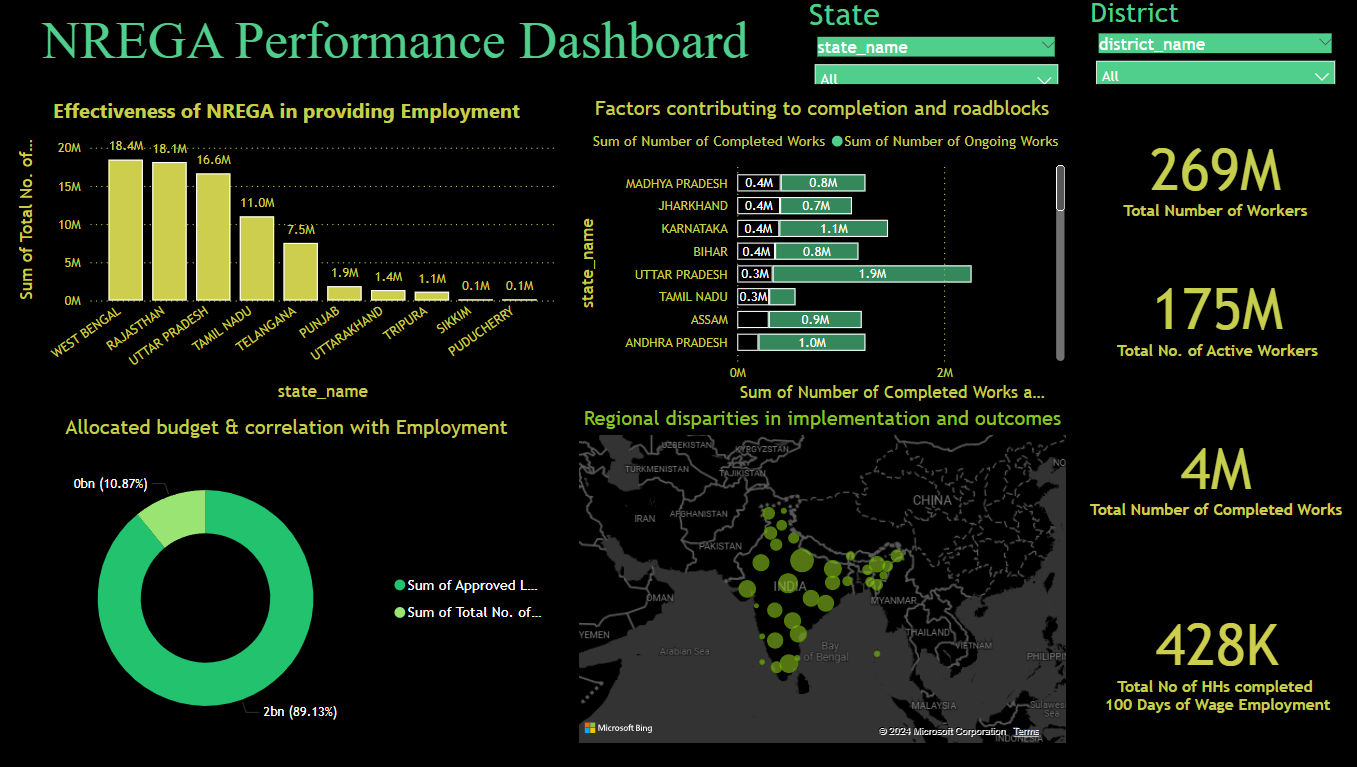 NREGA Performance Dashboard
State
state_name
All
District
district_name
All
Effectiveness of NREGA in providing Employment
Sum of Total No. of...
20M
15M
10M
5M
0M
18.4M
18.1M
16.6M
11.0M
7.5M
1.9M
1.4M
1.1M
0.1M
0.1M
WEST BENGAL
RAJASTHAN
UTTAR PRADESH
TAMIL NADU
TELANGANA
PUNJAB
UTTARAKHAND
TRIPURA
SIKKIM
PUDUCHERRY
state_name
Factors contributing to completion and roadblocks
Sum of Number of Completed Works Sum of Number of Ongoing Works
state_name
MADHYA PRADESH 0.4M 0.8M
JHARKHAND 0.4M 0.7M
KARNATAKA 0.4M 1.1M
BIHAR 0.4M 0.8M
UTTAR PRADESH 0.3M 1.9M
TAMIL NADU 0.3M
ASSAM 0.9M
ANDHRA PRADESH 1.0M
0M 2M
Sum of Number of Completed Works a...
269M
Total Number of Workers
175M
Total No. of Active Workers
4M
Total Number of Completed Works
428K
Total No of HHs completed
100 Days of Wage Employment
Allocated budget & correlation with Employment
0bn (10.87%)
2bn (89.13%)
Sum of Approved L...
Sum of Total No. of...
Regional disparities in implementation and outcomes
UZBEKISTAN
KYRGYZSTAN
TURKMENISTAN
TAJIKISTAN
NO
CHINA
IRAN
AFGHANISTAN
PAKISTAN
INDIA
OMAN
MYANMAR
YEMEN
THAILAND
VIETNAM
Arabian Sea
Bay
of Bengal
PHILIPPI
MALAYSIA
Sulawes
Sea
INDONESIA
Microsoft Bing
© 2024 Microsoft Corporation Terms